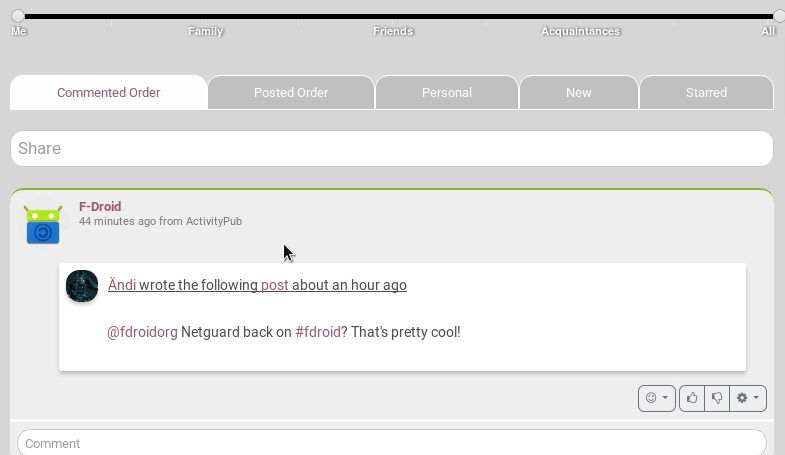 Me Family Friends Acquaintances All
Commented Order Posted Order Personal New Starred
Share
F-Droid
44 minutes ago from ActivityPub
Ändi wrote the following post about an hour ago
@fdroidorg Netguard back on #fdroid? That's pretty cool!
Comment